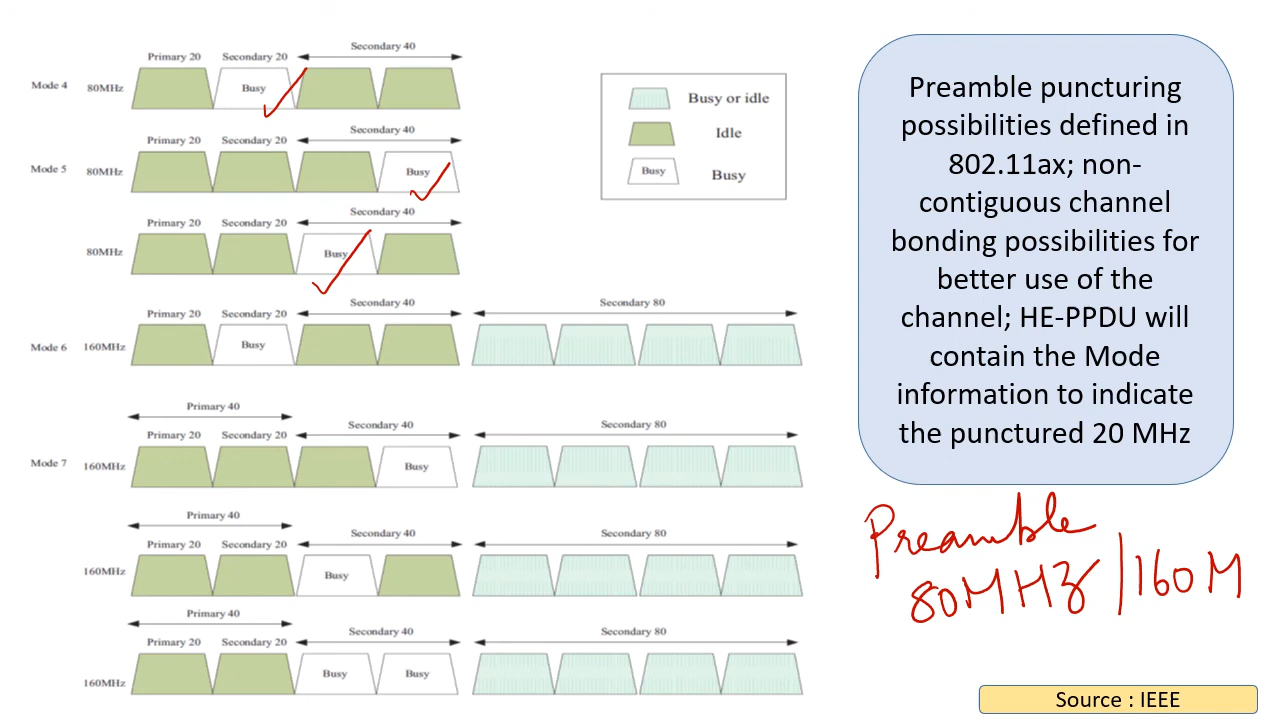 Secondary 40
Primary 20 Secondary 20
Mode 4 80MHz Busy
Secondary 40
Primary 20 Secondary 20
Mode 5 80MHz Busy
Secondary 40
Primary 20 Secondary 20
80MHz Busy
Secondary 40 Secondary 80
Primary 20 Secondary 20
Mode 6 160MHz Busy
Primary 40
Primary 20 Secondary 20 Secondary 40 Secondary 80
Mode 7 160MHz Busy
Primary 40
Primary 20 Secondary 20 Secondary 40 Secondary 80
160MHz Busy
Primary 40
Primary 20 Secondary 20 Secondary 40 Secondary 80
160MHz Busy Busy
Busy or idle
Idle
Busy Busy
Preamble puncturing
possibilities defined in
802.11ax; non-
contiguous channel
bonding possibilities for
better use of the
channel; HE-PPDU will
contain the Mode
information to indicate
the punctured 20 MHz
Preamble
80MHz/160M
Source : IEEE